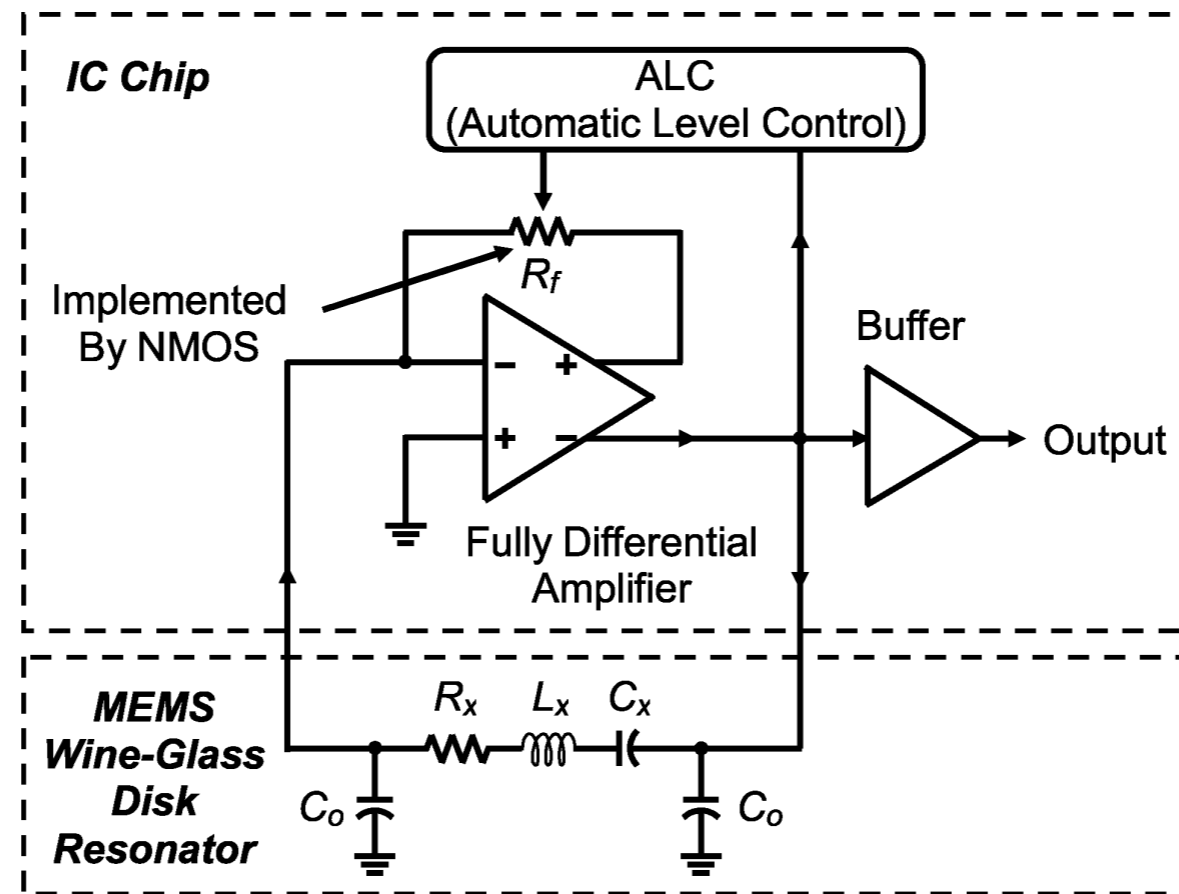 IC Chip
ALC
(Automatic Level Control)
Rf
Implemented
By NMOS
Buffer
- +
+ -
Output
Fully Differential
Amplifier
MEMS
Wine-Glass
Disk
Resonator
Rx Lx Cx
Co Co